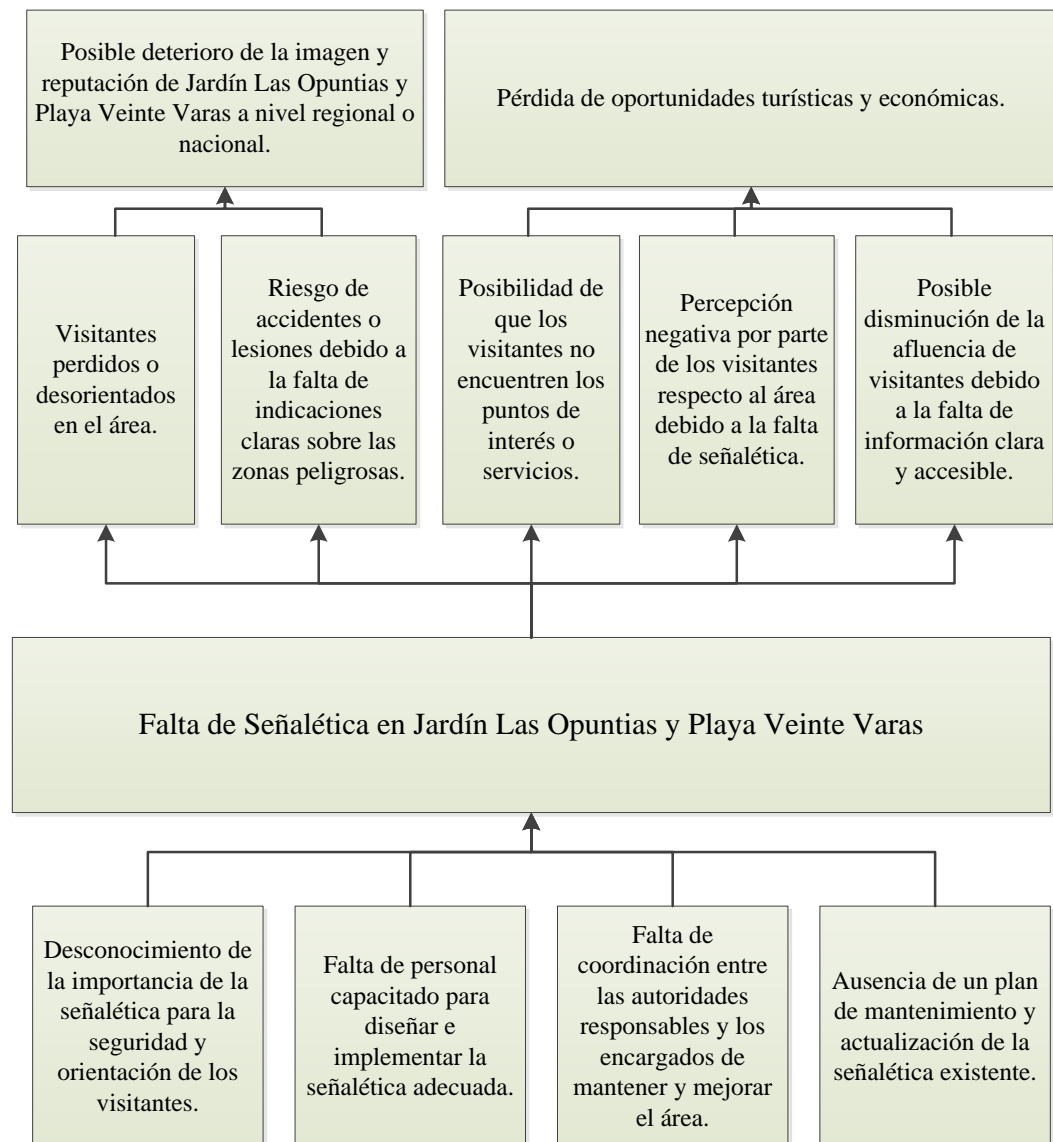 Posible deterioro de la imagen y
reputación de Jardín Las Opuntias y
Playa Veinte Varas a nivel regional o
nacional.
Pérdida de oportunidades turísticas y económicas.
Visitantes
perdidos o
desorientados
en el área.
Riesgo de
accidentes o
lesiones debido a
la falta de
indicaciones
claras sobre las
zonas peligrosas.
Posibilidad de
que los
visitantes no
encuentren los
puntos de
interés o
servicios.
Percepción
negativa por parte
de los visitantes
respecto al área
debido a la falta
de señalética.
Posible
disminución de la
afluencia de
visitantes debido
a la falta de
información clara
y accesible.
Falta de Señalética en Jardín Las Opuntias y Playa Veinte Varas
Desconocimiento de
la importancia de la
señalética para la
seguridad y
orientación de los
visitantes.
Falta de personal
capacitado para
diseñar e
implementar la
señalética adecuada.
Falta de
coordinación entre
las autoridades
responsables y los
encargados de
mantener y mejorar
el área.
Ausencia de un plan
de mantenimiento y
actualización de la
señalética existente.